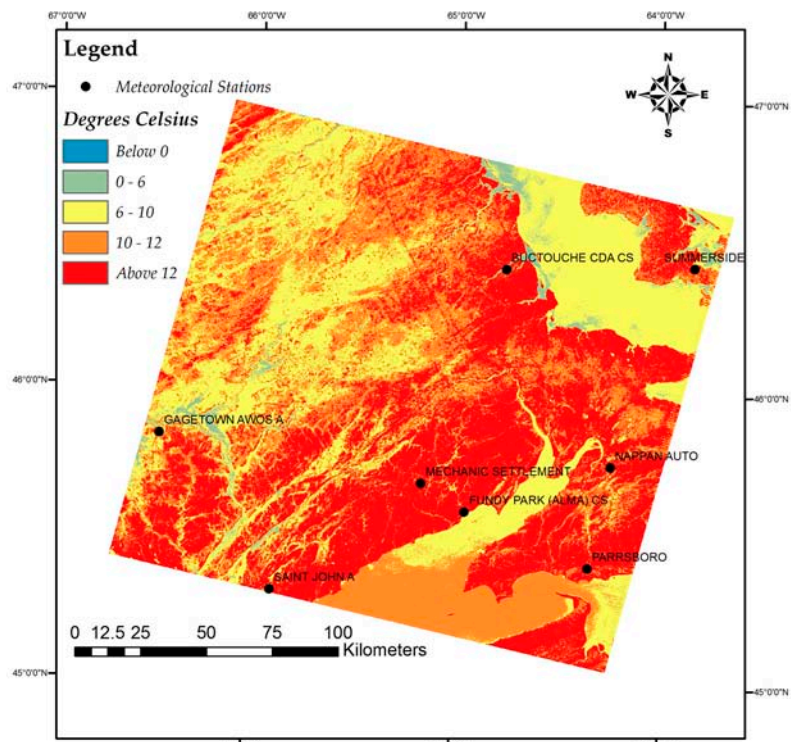 67°0'0"W
66°0'0"W
65°0'0"W
64°0'0"W
Legend
Meteorological Stations
Degrees Celsius
Below 0
0 - 6
6 - 10
10 - 12
Above 12
N
W E
S
47°0'0"N
47°0'0"N
BUCTOUCHE CDA CS
SUMMERSIDE
46°0'0"N
46°0'0"N
GAGETOWN AWOS A
NAPPAN AUTO
MECHANIC SETTLEMENT
FUNDY PARK (ALMA) CS
PARRSBORO
SAINT JOHN A
0 12.5 25 50 75 100
Kilometers
45°0'0"N
45°0'0"N